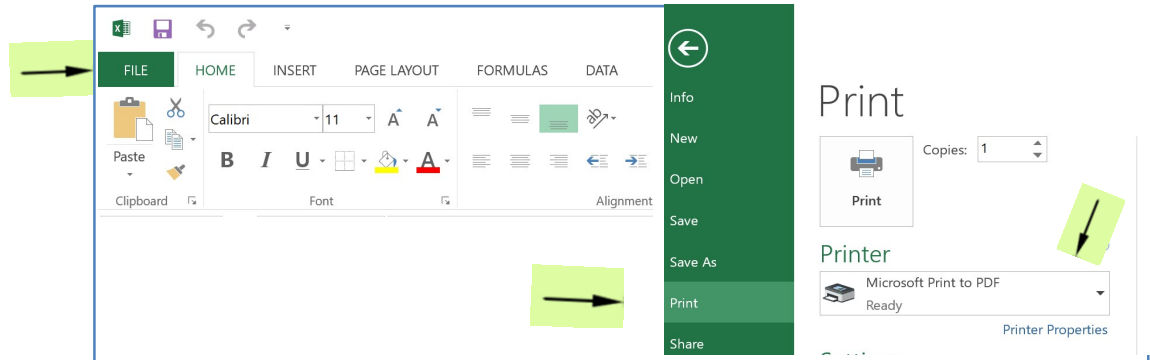 FILE HOME INSERT PAGE LAYOUT FORMULAS DATA
Calibri 11 A A
Paste B I U A
Clipboard Font Alignment
Info
New
Open
Save
Save As
Print
Share
Print
Copies: 1
Print
Printer
Microsoft Print to PDF
Ready
Printer Properties